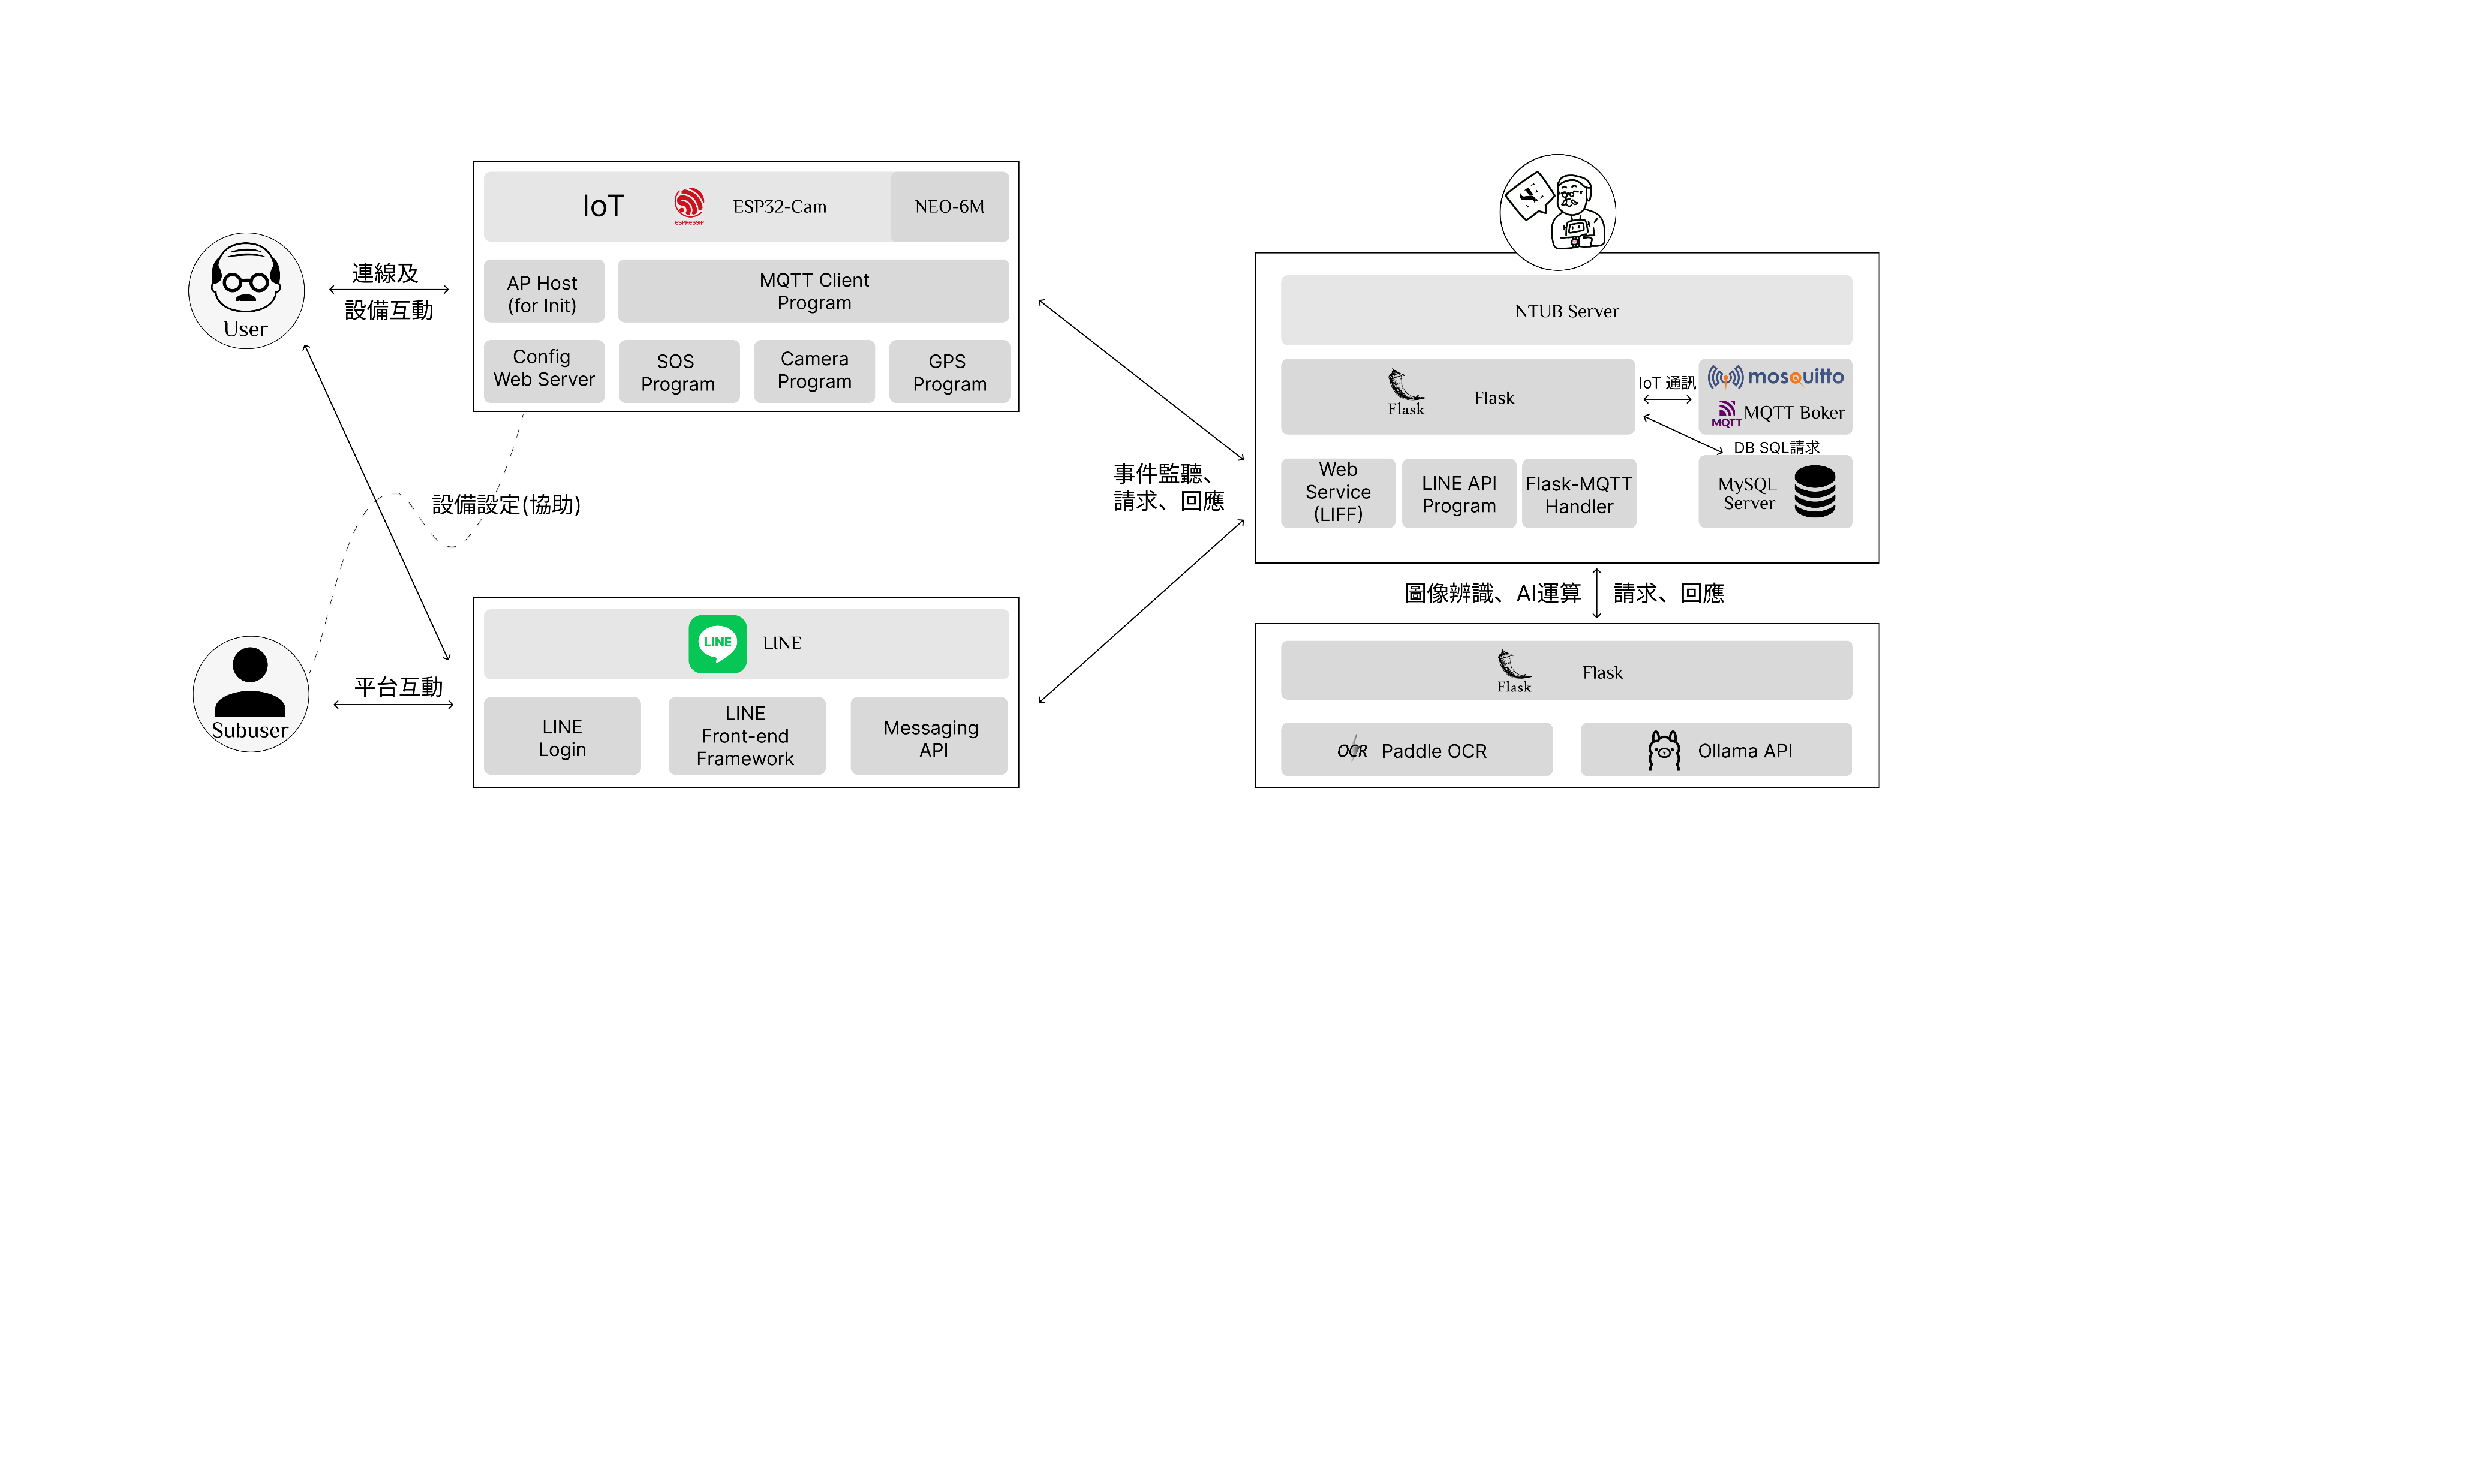 User
連線及
設備互動
IoT
ESPRESSIF
ESP32-Cam
NEO-6M
AP Host
(for Init)
MQTT Client
Program
Config
Web Server
SOS
Program
Camera
Program
GPS
Program
設備設定(協助)
Subuser
平台互動
LINE
LINE
LINE
Login
LINE
Front-end
Framework
Messaging
API
事件監聽、
請求、回應
SE
NTUB Server
Flask
Flask
IoT 通訊
mosquitto
MQTT
MQTT Boker
DB SQL請求
Web
Service
(LIFF)
LINE API
Program
Flask-MQTT
Handler
MySQL
Server
圖像辨識、AI運算
請求、回應
Flask
Flask
OCR
Paddle OCR
Ollama API